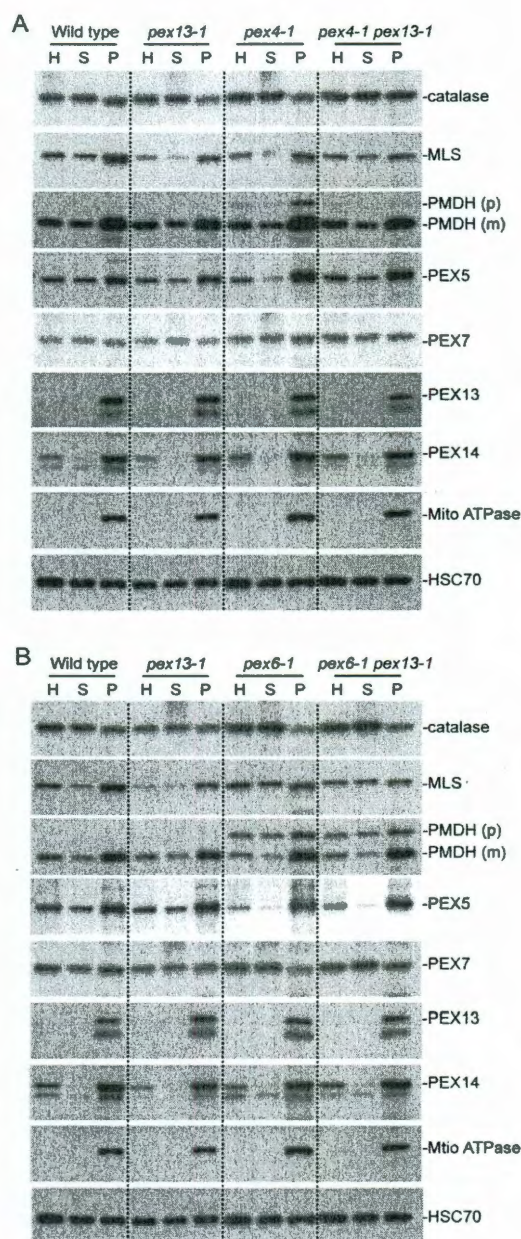 A
Wild type pex13-1 pex4-1 pex4-1 pex13-1
H S P H S P H S P H S P
-catalase
-MLS
-PMDH (p)
-PMDH (m)
-PEX5
-PEX7
-PEX13
-PEX14
-Mito ATPase
-HSC70
B
Wild type pex13-1 pex6-1 pex6-1 pex13-1
H S P H S P H S P H S P
-catalase
-MLS
-PMDH (p)
-PMDH (m)
-PEX5
-PEX7
-PEX13
-PEX14
-Mtio ATPase
-HSC70